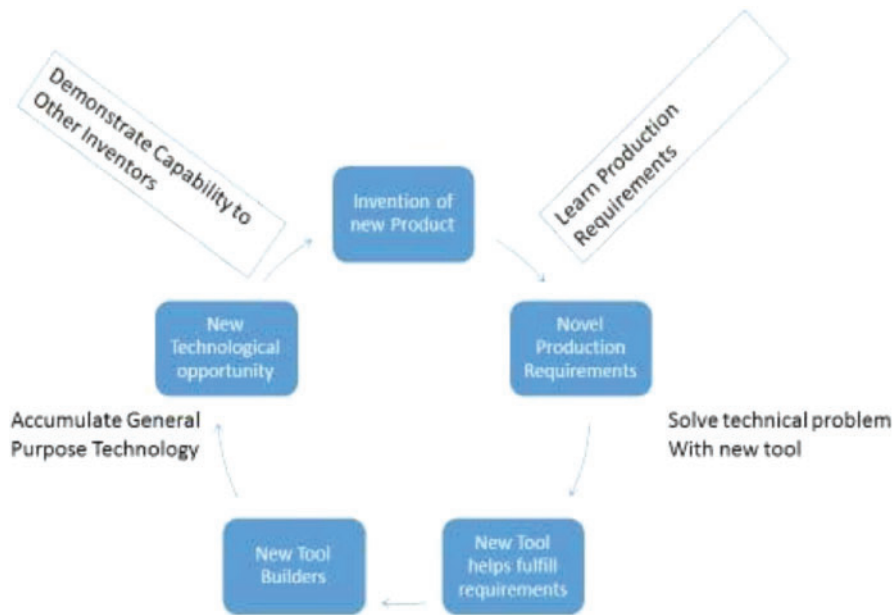 Demonstrate Capability to
Other Inventors
Learn Production
Requirements
Invention of
new Product
New
Technological
opportunity
Novel
Production
Requirements
Accumulate General
Purpose Technology
Solve technical problem
With new tool
New Tool
Builders
New Tool
helps fulfill
requirements